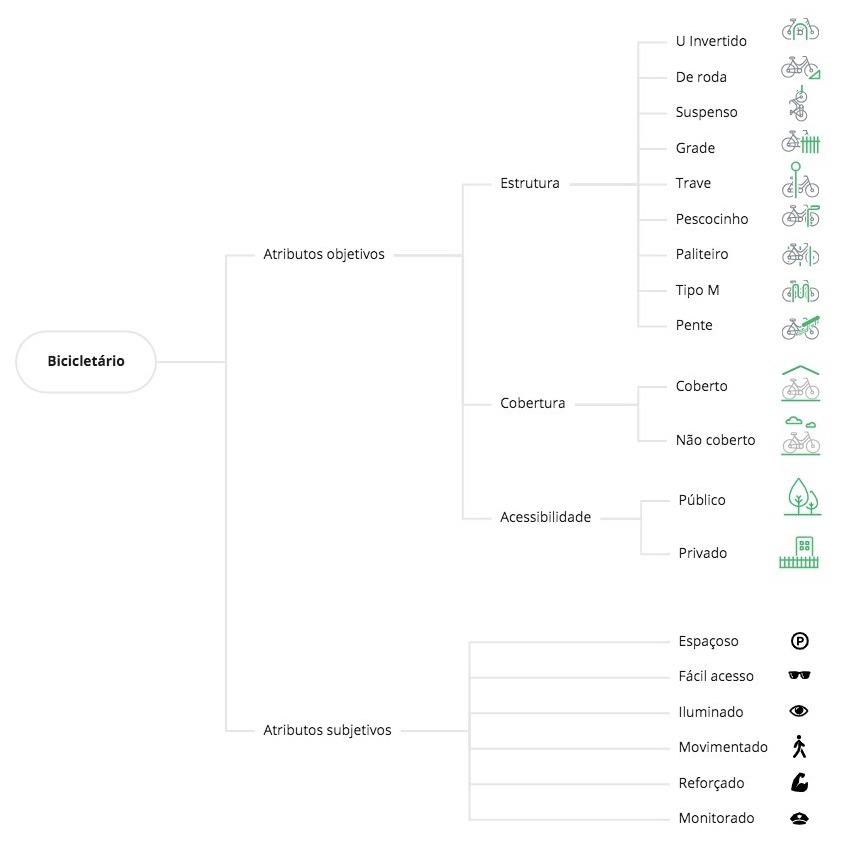 Bicicletário
Atributos objetivos
Estrutura
U Invertido
De roda
Suspenso
Grade
Trave
Pescocinho
Paliteiro
Tipo M
Pente
Cobertura
Coberto
Não coberto
Acessibilidade
Público
Privado
Atributos subjetivos
Espaçoso
P
Fácil acesso
Iluminado
Movimentado
Reforçado
Monitorado